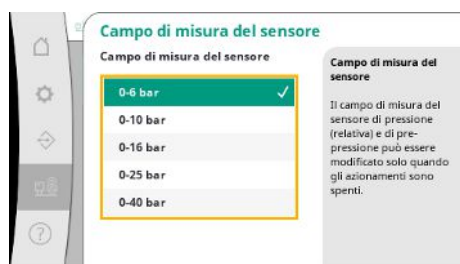 Campo di misura del sensore
Campo di misura del sensore
0-6 bar
0-10 bar
0-16 bar
0-25 bar
0-40 bar
Campo di misura del
sensore
Il campo di misura del
sensore di pressione
(relativa) e di pre-
pressione può essere
modificato solo quando
gli azionamenti sono
spenti.